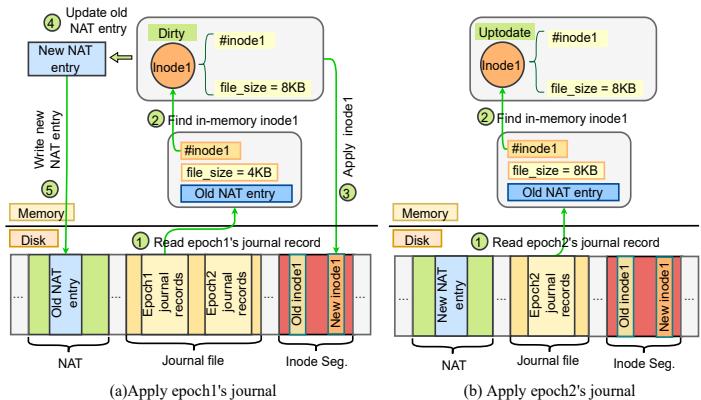 ④ Update old
NAT entry
New NAT
entry
Dirty
Inode1
#inode1
file_size = 8KB
② Find in-memory inode1
#inode1
file_size = 4KB
Old NAT entry
Write new
NAT entry
⑤
Apply inode1
③
Memory
Disk
① Read epoch1's journal record
...
Old NAT
entry
...
Epoch1
journal
records
Epoch2
journal
records
...
Old inode1
New inode1
...
NAT
Journal file
Inode Seg.
(a)Apply epoch1's journal
Uptodate
Inode1
#inode1
file_size = 8KB
② Find in-memory inode1
#inode1
file_size = 8KB
Old NAT entry
Memory
Disk
① Read epoch2's journal record
...
New NAT
entry
...
Epoch2
journal
records
...
Old inode1
New inode1
...
NAT
Journal file
Inode Seg.
(b) Apply epoch2's journal